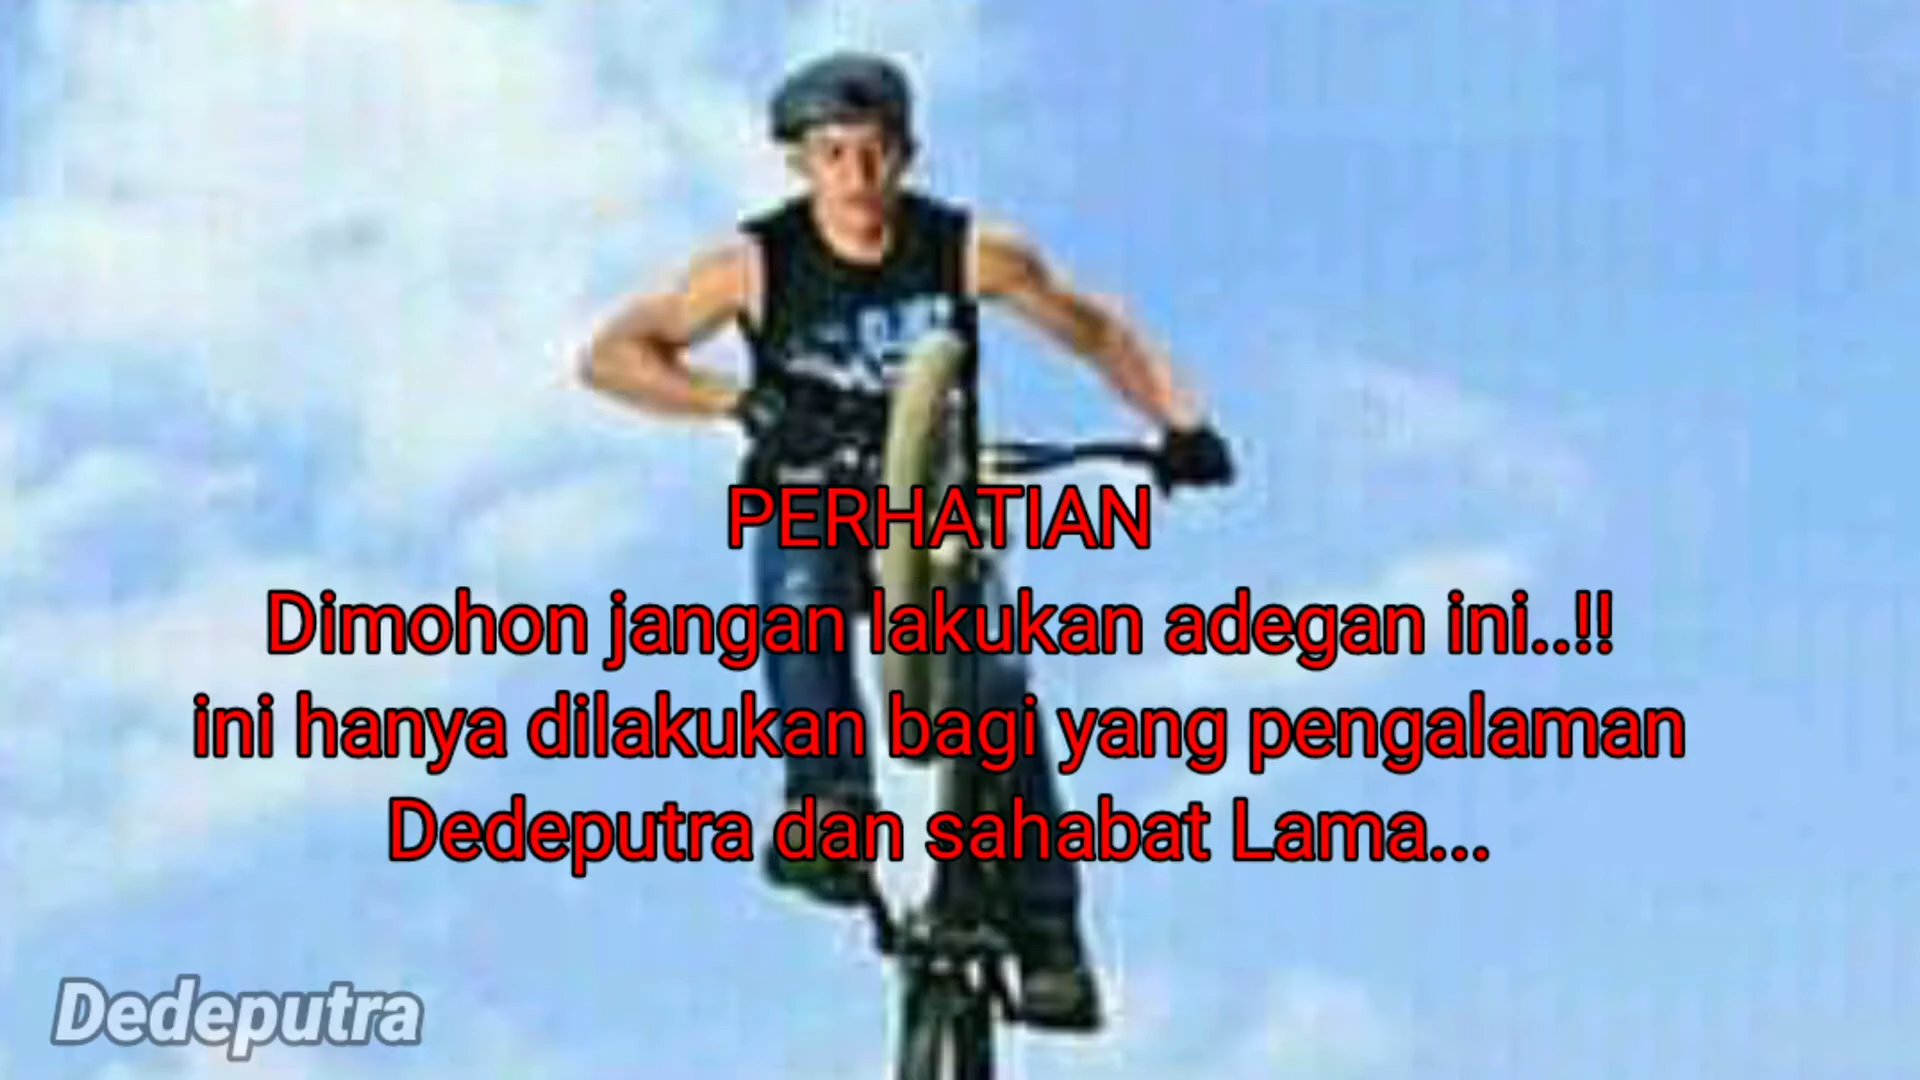 PERHATIAN
Dimohon jangan lakukan adegan ini..!!
ini hanya dilakukan bagi yang pengalaman
Dedeputra dan sahabat Lama...
Dedeputra